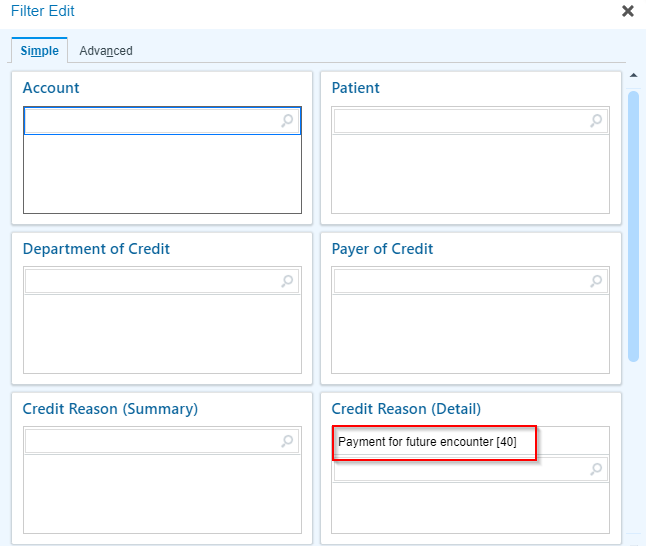 Filter Edit
Simple
Advanced
Account
Patient
Department of Credit
Payer of Credit
Credit Reason (Summary)
Credit Reason (Detail)
Payment for future encounter [40]